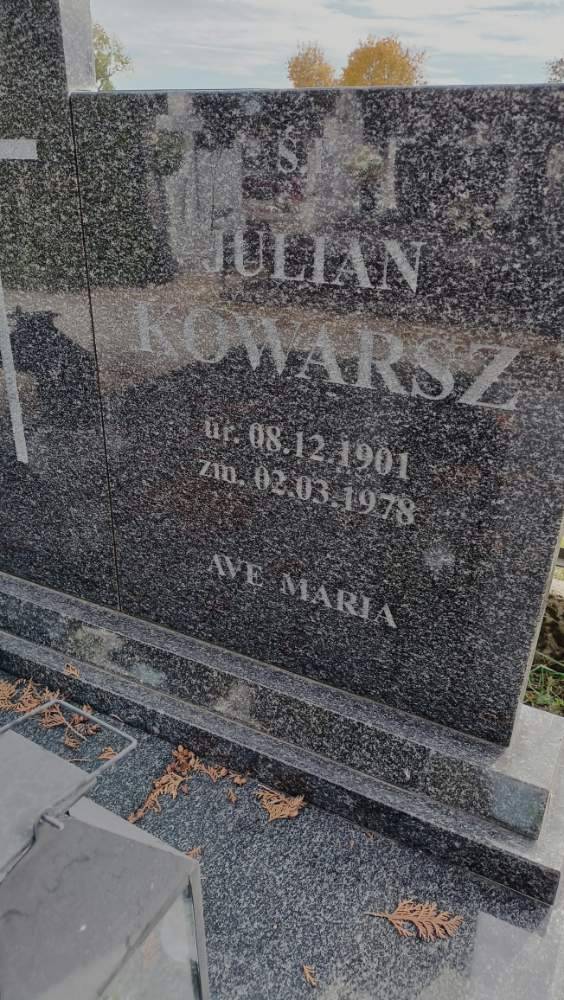 Ś.P.
JULIAN
KOWARSZ
ur. 08.12.1901
zm. 02.03.1978
AVE MARIA